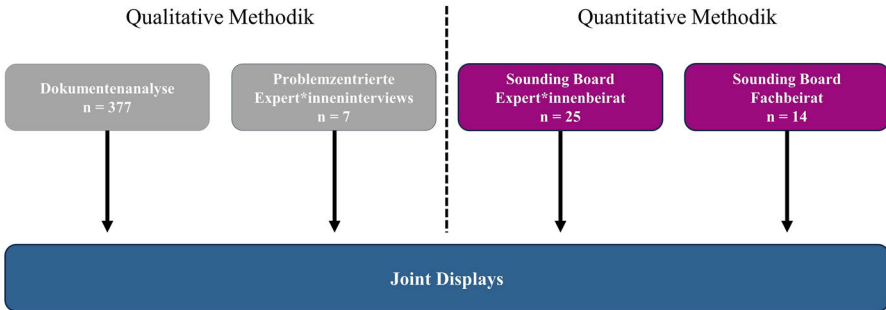 Qualitative Methodik
Quantitative Methodik
Dokumentenanalyse
n = 377
Problemzentrierte
Expert*inneninterviews
n = 7
Sounding Board
Expert*innenbeirat
n = 25
Sounding Board
Fachbeirat
n = 14
Joint Displays